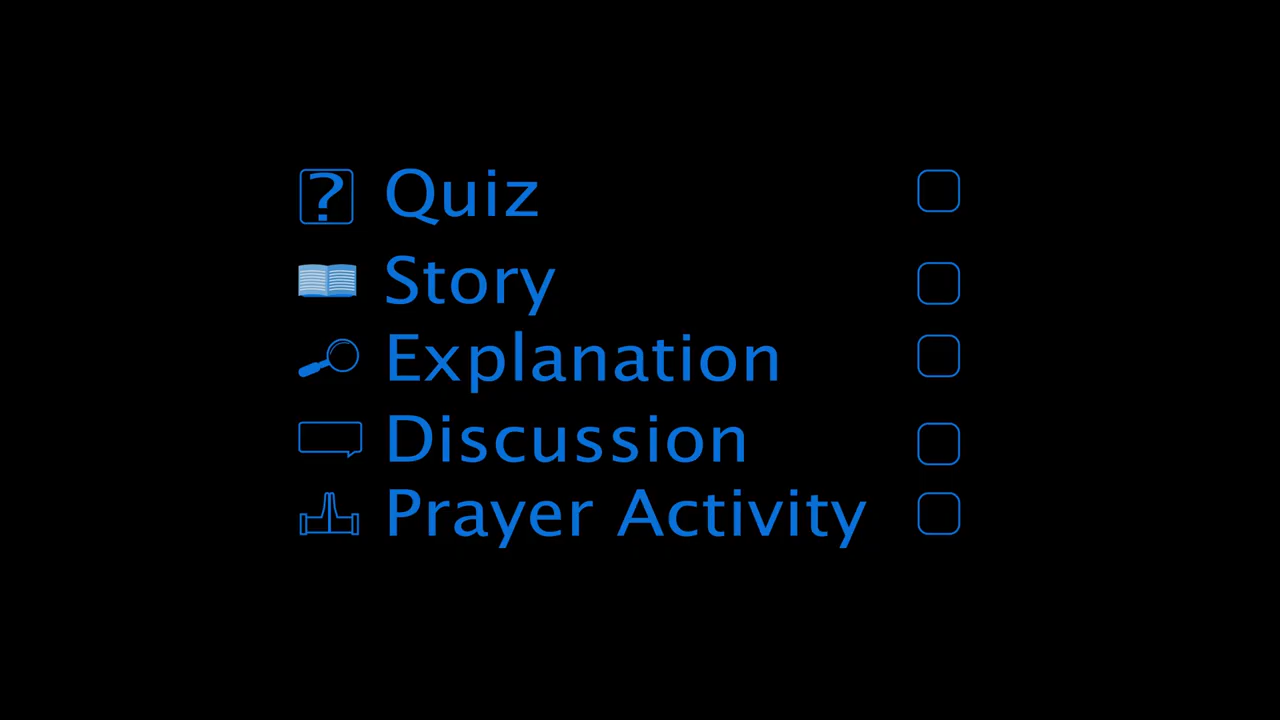 ? Quiz
Story
Explanation
Discussion
Prayer Activity